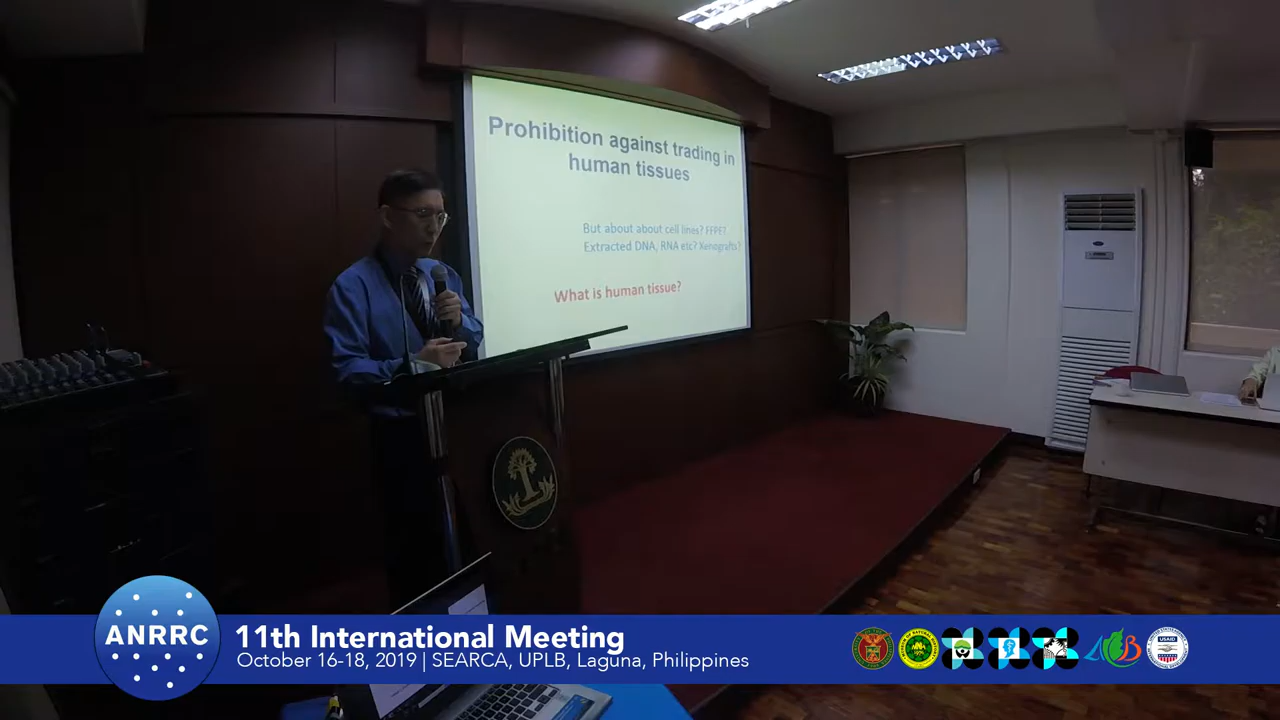 Prohibition against trading in
human tissues
But about about cell lines? FFPE?
Extracted DNA, RNA etc? Xenografts?
What is human tissue?
ANRRC
11th International Meeting
October 16-18, 2019 | SEARCA, UPLB, Laguna, Philippines
USAID